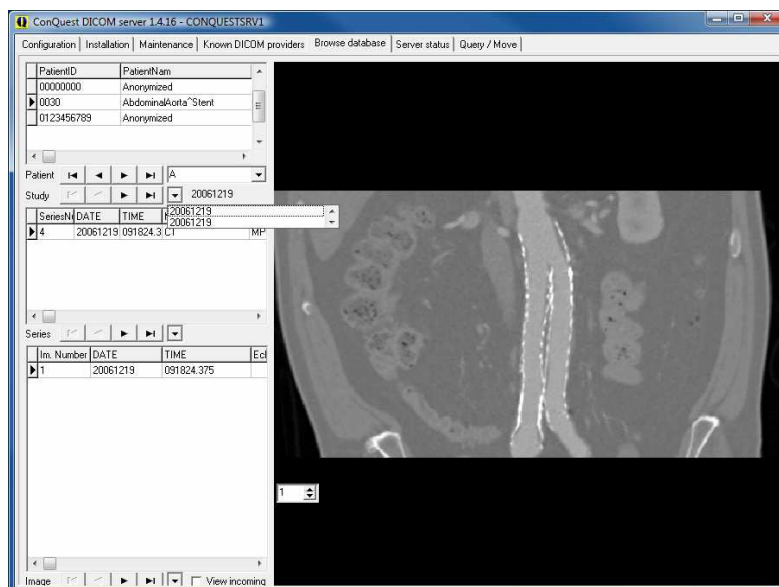 ConQuest DICOM server 1.4.16 - CONQUESTSRV1
Configuration Installation Maintenance Known DICOM providers Browse database Server status Query / Move
PatientID PatientNam
00000000 Anonymized
0030 AbdominalAorta^Stent
0123456789 Anonymized
Patient A
Study 20061219
20061219
20061219
SeriesN DATE TIME
4 20061219 091824.3 CT MP
Series
Im. Number DATE TIME Ecl
1 20061219 091824.375
1
Image View incoming